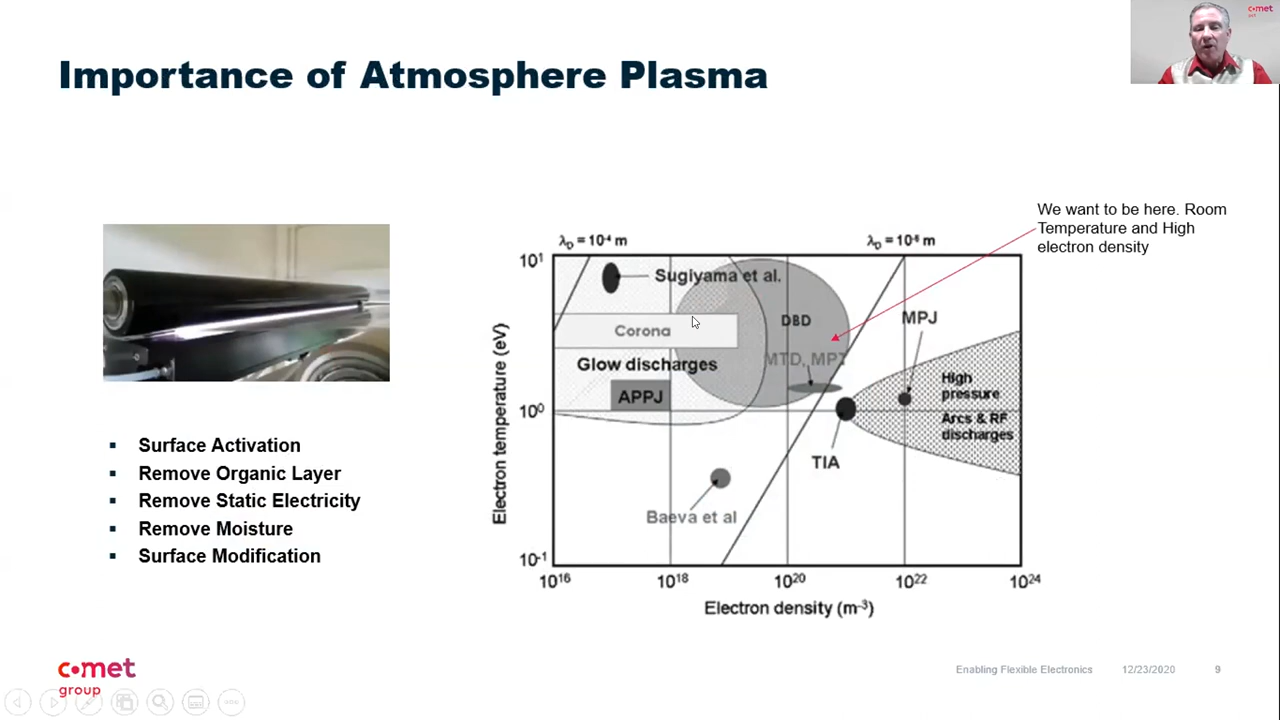 comet
Importance of Atmosphere Plasma
We want to be here. Room
Temperature and High
electron density
λD = 10⁻⁴ m
λD = 10⁻⁶ m
10¹
Sugiyama et al.
Corona
DBD
MPJ
Glow discharges
MTD, MPT
APPJ
High
pressure
Arcs & RF
discharges
10⁰
TIA
Baeva et al
10⁻¹
Electron temperature (eV)
10¹⁶
10¹⁸
10²⁰
10²²
10²⁴
Electron density (m⁻³)
▪ Surface Activation
▪ Remove Organic Layer
▪ Remove Static Electricity
▪ Remove Moisture
▪ Surface Modification
comet
group
Enabling Flexible Electronics 12/23/2020 9